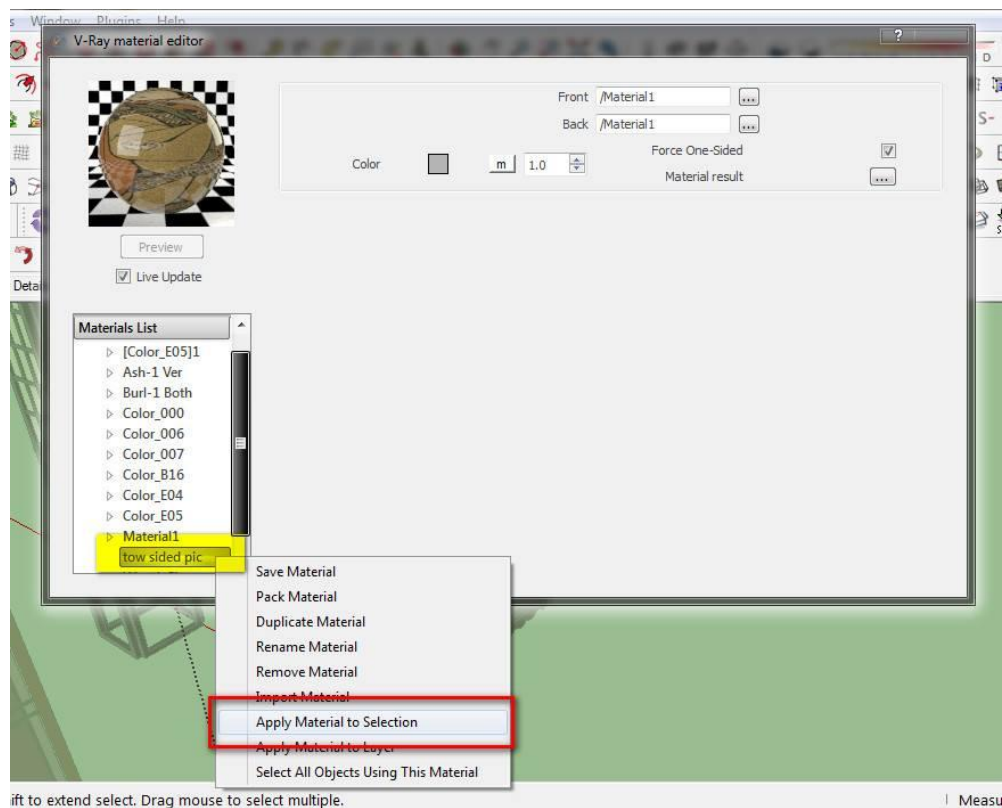 Window Plugins Help
V-Ray material editor
?
D
Front /Material1 ...
Back /Material1 ...
Color m 1.0 Force One-Sided
Material result ...
S-
Preview
Live Update
Materials List
[Color_E05]1
Ash-1 Ver
Burl-1 Both
Color_000
Color_006
Color_007
Color_B16
Color_E04
Color_E05
Material1
tow sided pic
Save Material
Pack Material
Duplicate Material
Rename Material
Remove Material
Import Material
Apply Material to Selection
Apply Material to Layer
Select All Objects Using This Material
ift to extend select. Drag mouse to select multiple.
Measu